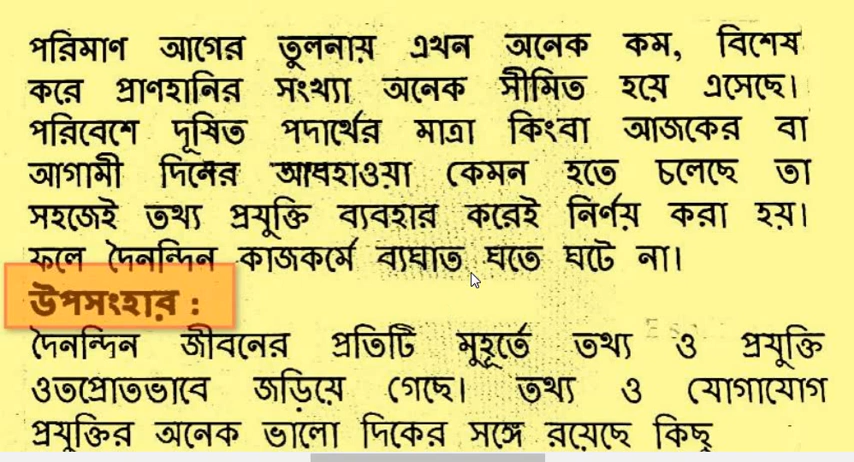 পরিমাণ আগের তুলনায় এখন অনেক কম, বিশেষ
করে প্রাণহানির সংখ্যা অনেক সীমিত হয়ে এসেছে।
পরিবেশে দূষিত পদার্থের মাত্রা কিংবা আজকের বা
আগামী দিনের আবহাওয়া কেমন হতে চলেছে তা
সহজেই তথ্য প্রযুক্তি ব্যবহার করেই নির্ণয় করা হয়।
ফলে দৈনন্দিন কাজকর্মে ব্যঘাত ঘতে ঘটে না।
উপসংহার :
দৈনন্দিন জীবনের প্রতিটি মুহূর্তে তথ্য ও প্রযুক্তি
ওতপ্রোতভাবে জড়িয়ে গেছে। তথ্য ও যোগাযোগ
প্রযুক্তির অনেক ভালো দিকের সঙ্গে রয়েছে কিছু